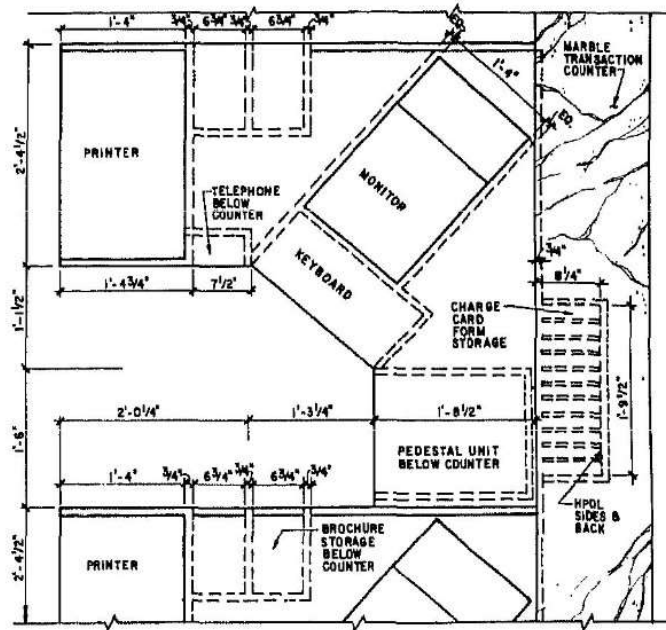 1'-4"
3/4"
6 3/4"
3/4"
6 3/4"
3/4"
EQ.
1'-9"
EQ.
MARBLE
TRANSACTION
COUNTER
2'-4 1/2"
PRINTER
MONITOR
TELEPHONE
BELOW
COUNTER
KEYBOARD
3/4"
8 1/4"
1'-4 3/4"
7 1/2"
CHARGE
CARD
FORM
STORAGE
1'-1 1/2"
1'-9 1/2"
2'-0 1/4"
1'-3 1/4"
1'-8 1/2"
1'-6"
PEDESTAL UNIT
BELOW COUNTER
1'-4"
3/4"
6 3/4"
3/4"
6 3/4"
3/4"
HPDL
SIDES &
BACK
BROCHURE
STORAGE
BELOW
COUNTER
2'-4 1/2"
PRINTER